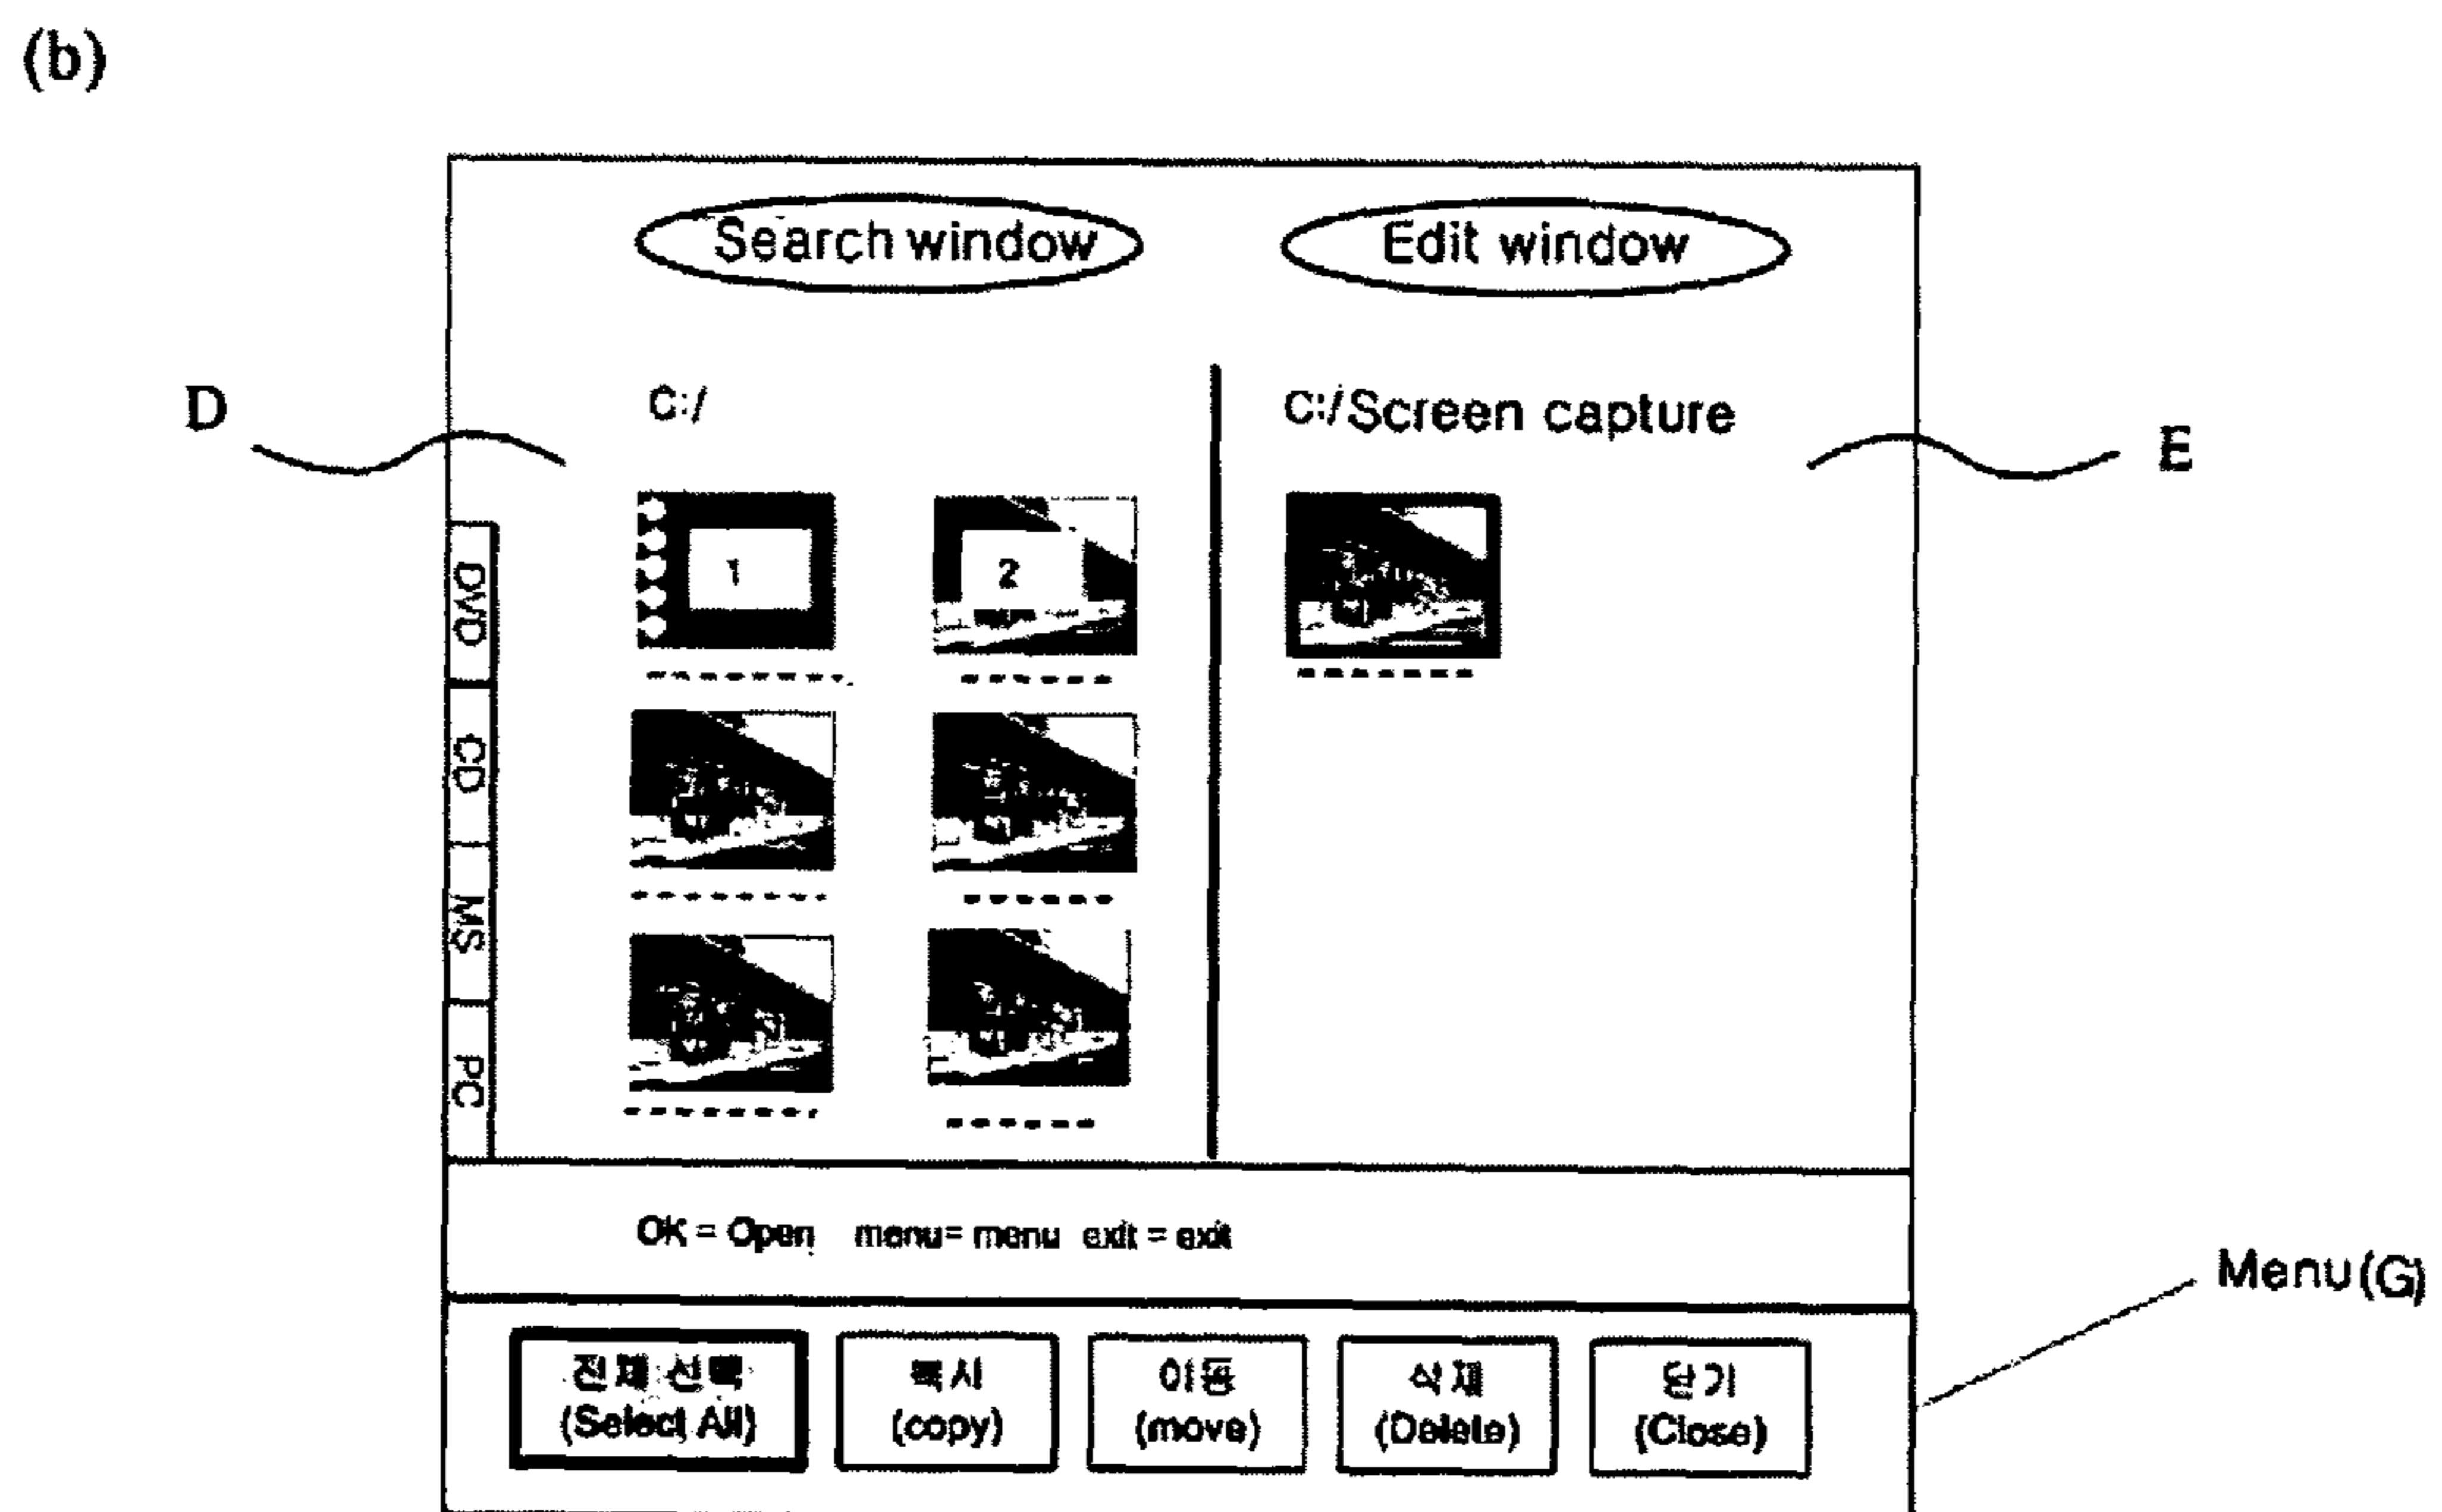 (b)
Search window
Edit window
D
C:/
C:/Screen capture
E
1
2
DVD
CD
MS
PC
OK = Open menu= menu exit = exit
Menu(G)
전체 선택
(Select All)
복사
(copy)
이동
(move)
삭제
(Delete)
닫기
(Close)